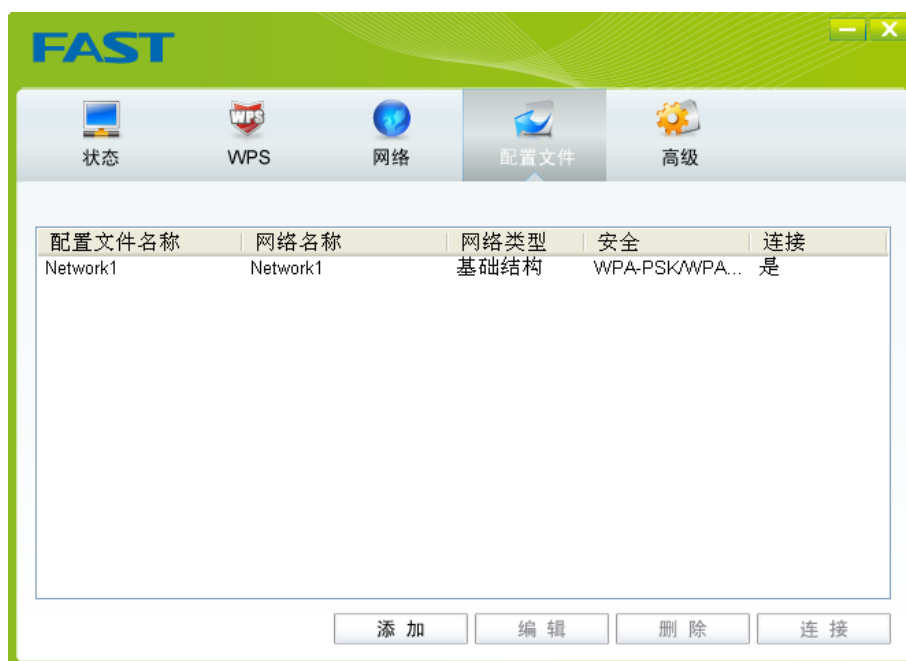 FAST
WPS
状态 WPS 网络 配置文件 高级
配置文件名称 网络名称 网络类型 安全 连接
Network1 Network1 基础结构 WPA-PSK/WPA... 是
添加 编辑 删除 连接